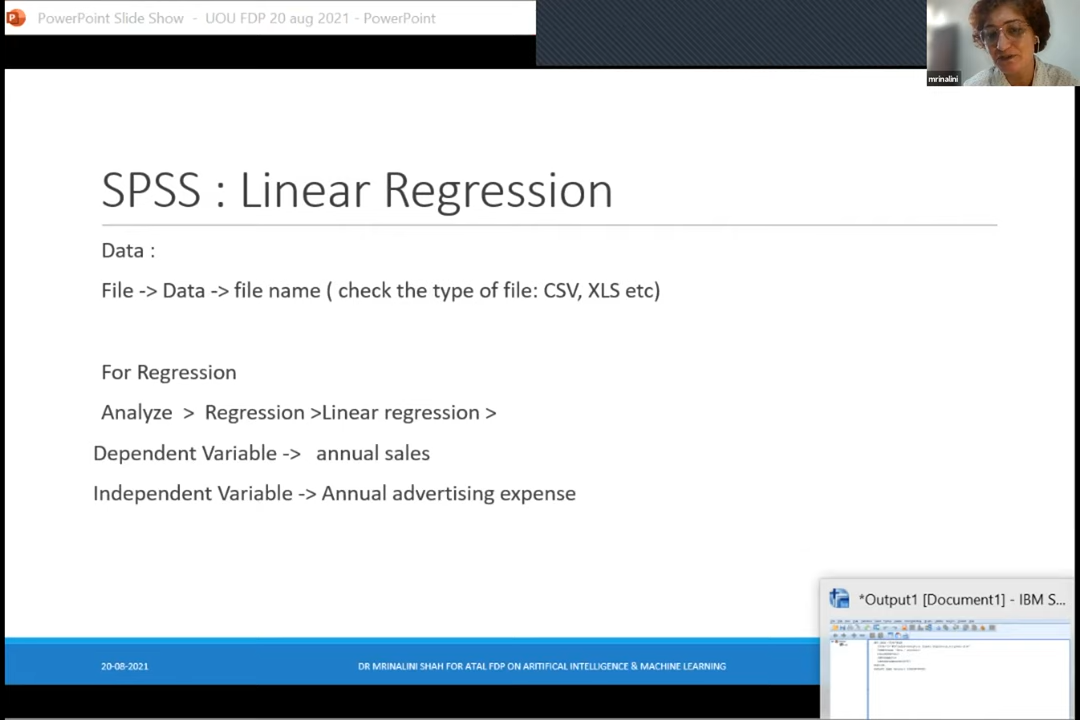 PowerPoint Slide Show - UOU FDP 20 aug 2021 - PowerPoint
mrinalini
SPSS : Linear Regression
Data :
File -> Data -> file name ( check the type of file: CSV, XLS etc)
For Regression
Analyze > Regression >Linear regression >
Dependent Variable -> annual sales
Independent Variable -> Annual advertising expense
*Output1 [Document1] - IBM S...
20-08-2021
DR MRINALINI SHAH FOR ATAL FDP ON ARITIFICAL INTELLIGENCE & MACHINE LEARNING